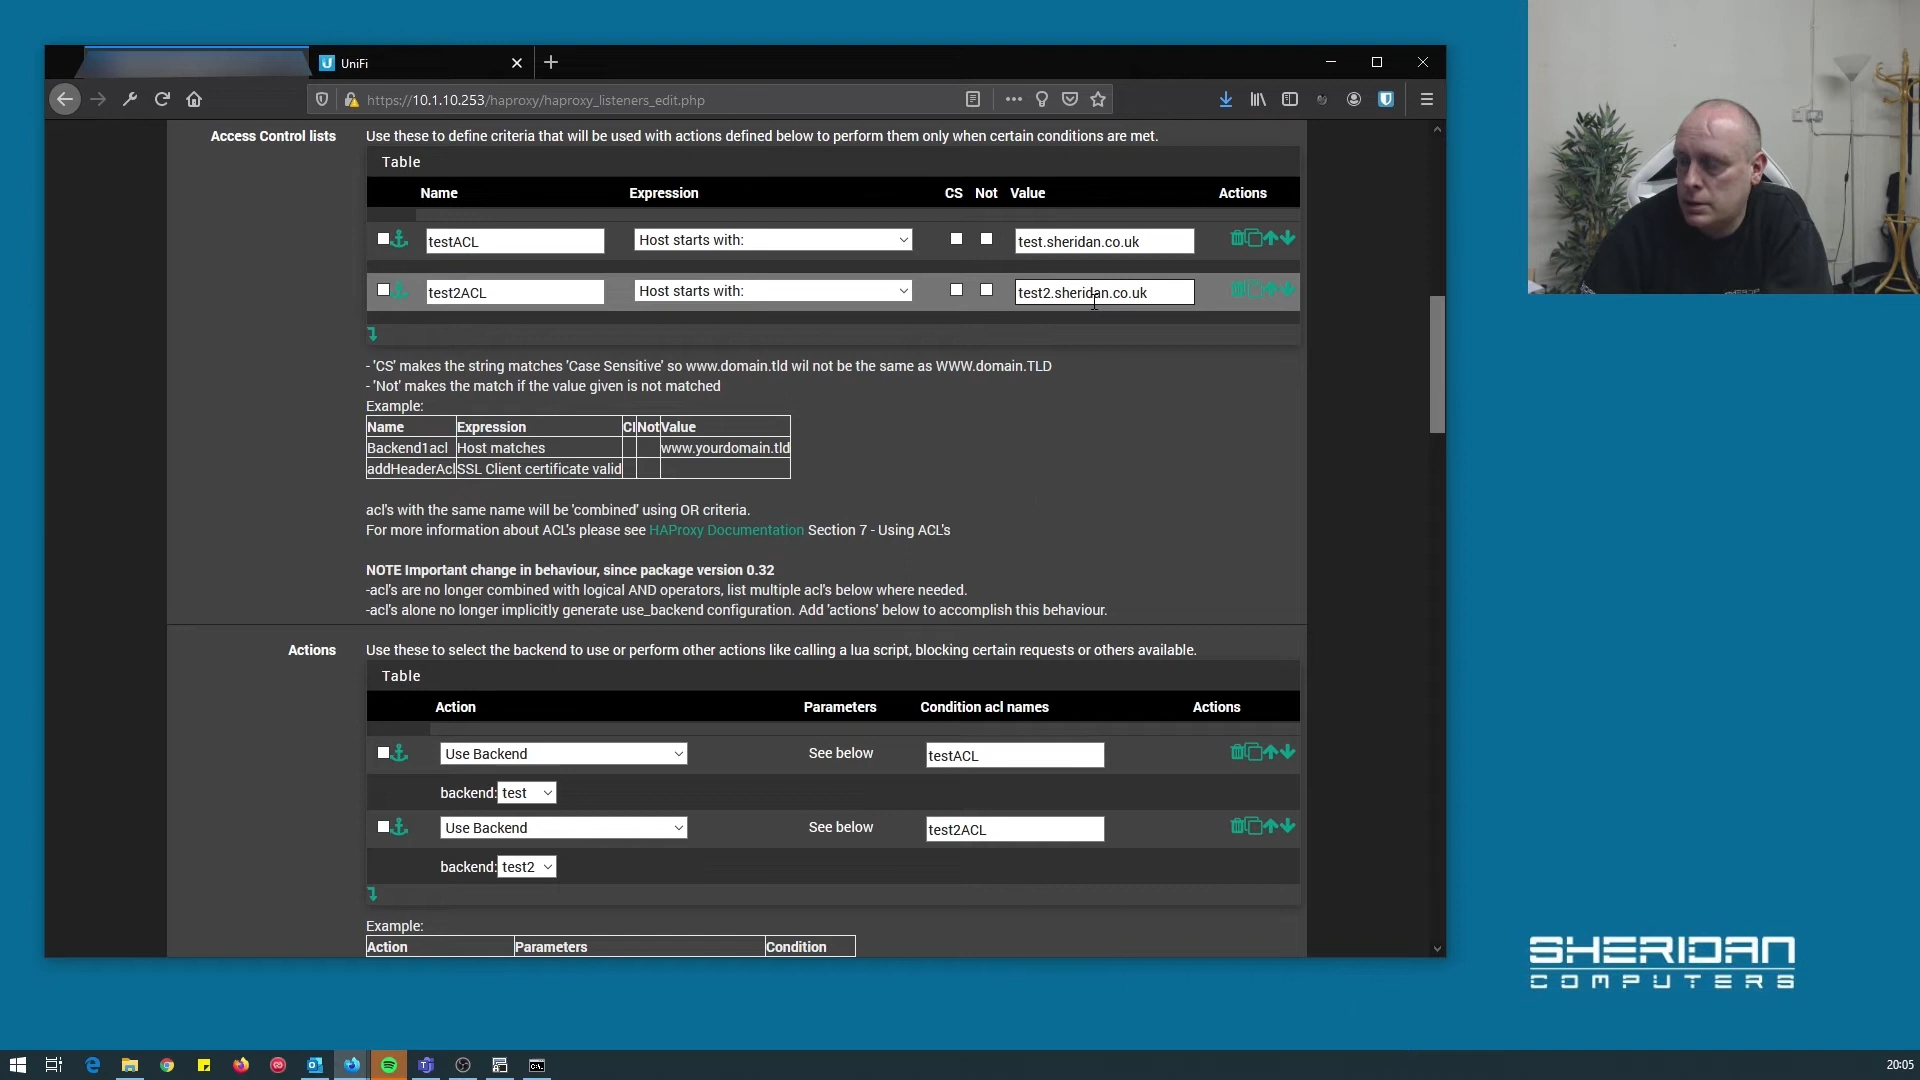 UniFi
https://10.1.10.253/haproxy/haproxy_listeners_edit.php
Access Control lists
Use these to define criteria that will be used with actions defined below to perform them only when certain conditions are met.
Table
Name Expression CS Not Value Actions
testACL Host starts with: test.sheridan.co.uk
test2ACL Host starts with: test2.sheridan.co.uk
- 'CS' makes the string matches 'Case Sensitive' so www.domain.tld wil not be the same as WWW.domain.TLD
- 'Not' makes the match if the value given is not matched
Example:
Name Expression CI Not Value
Backend1acl Host matches www.yourdomain.tld
addHeaderAcl SSL Client certificate valid
acl's with the same name will be 'combined' using OR criteria.
For more information about ACL's please see HAProxy Documentation Section 7 - Using ACL's
NOTE Important change in behaviour, since package version 0.32
-acl's are no longer combined with logical AND operators, list multiple acl's below where needed.
-acl's alone no longer implicitly generate use_backend configuration. Add 'actions' below to accomplish this behaviour.
Actions
Use these to select the backend to use or perform other actions like calling a lua script, blocking certain requests or others available.
Table
Action Parameters Condition acl names Actions
Use Backend See below testACL
backend: test
Use Backend See below test2ACL
backend: test2
Example:
Action Parameters Condition
SHERIDAN
COMPUTERS
20:05